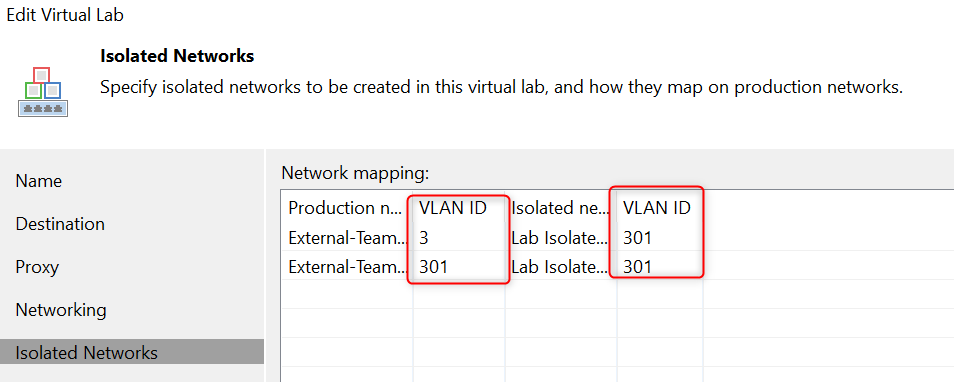 Edit Virtual Lab
Isolated Networks
Specify isolated networks to be created in this virtual lab, and how they map on production networks.
Name
Destination
Proxy
Networking
Isolated Networks
Network mapping:
Production n... VLAN ID Isolated ne... VLAN ID
External-Team... 3 Lab Isolate... 301
External-Team... 301 Lab Isolate... 301